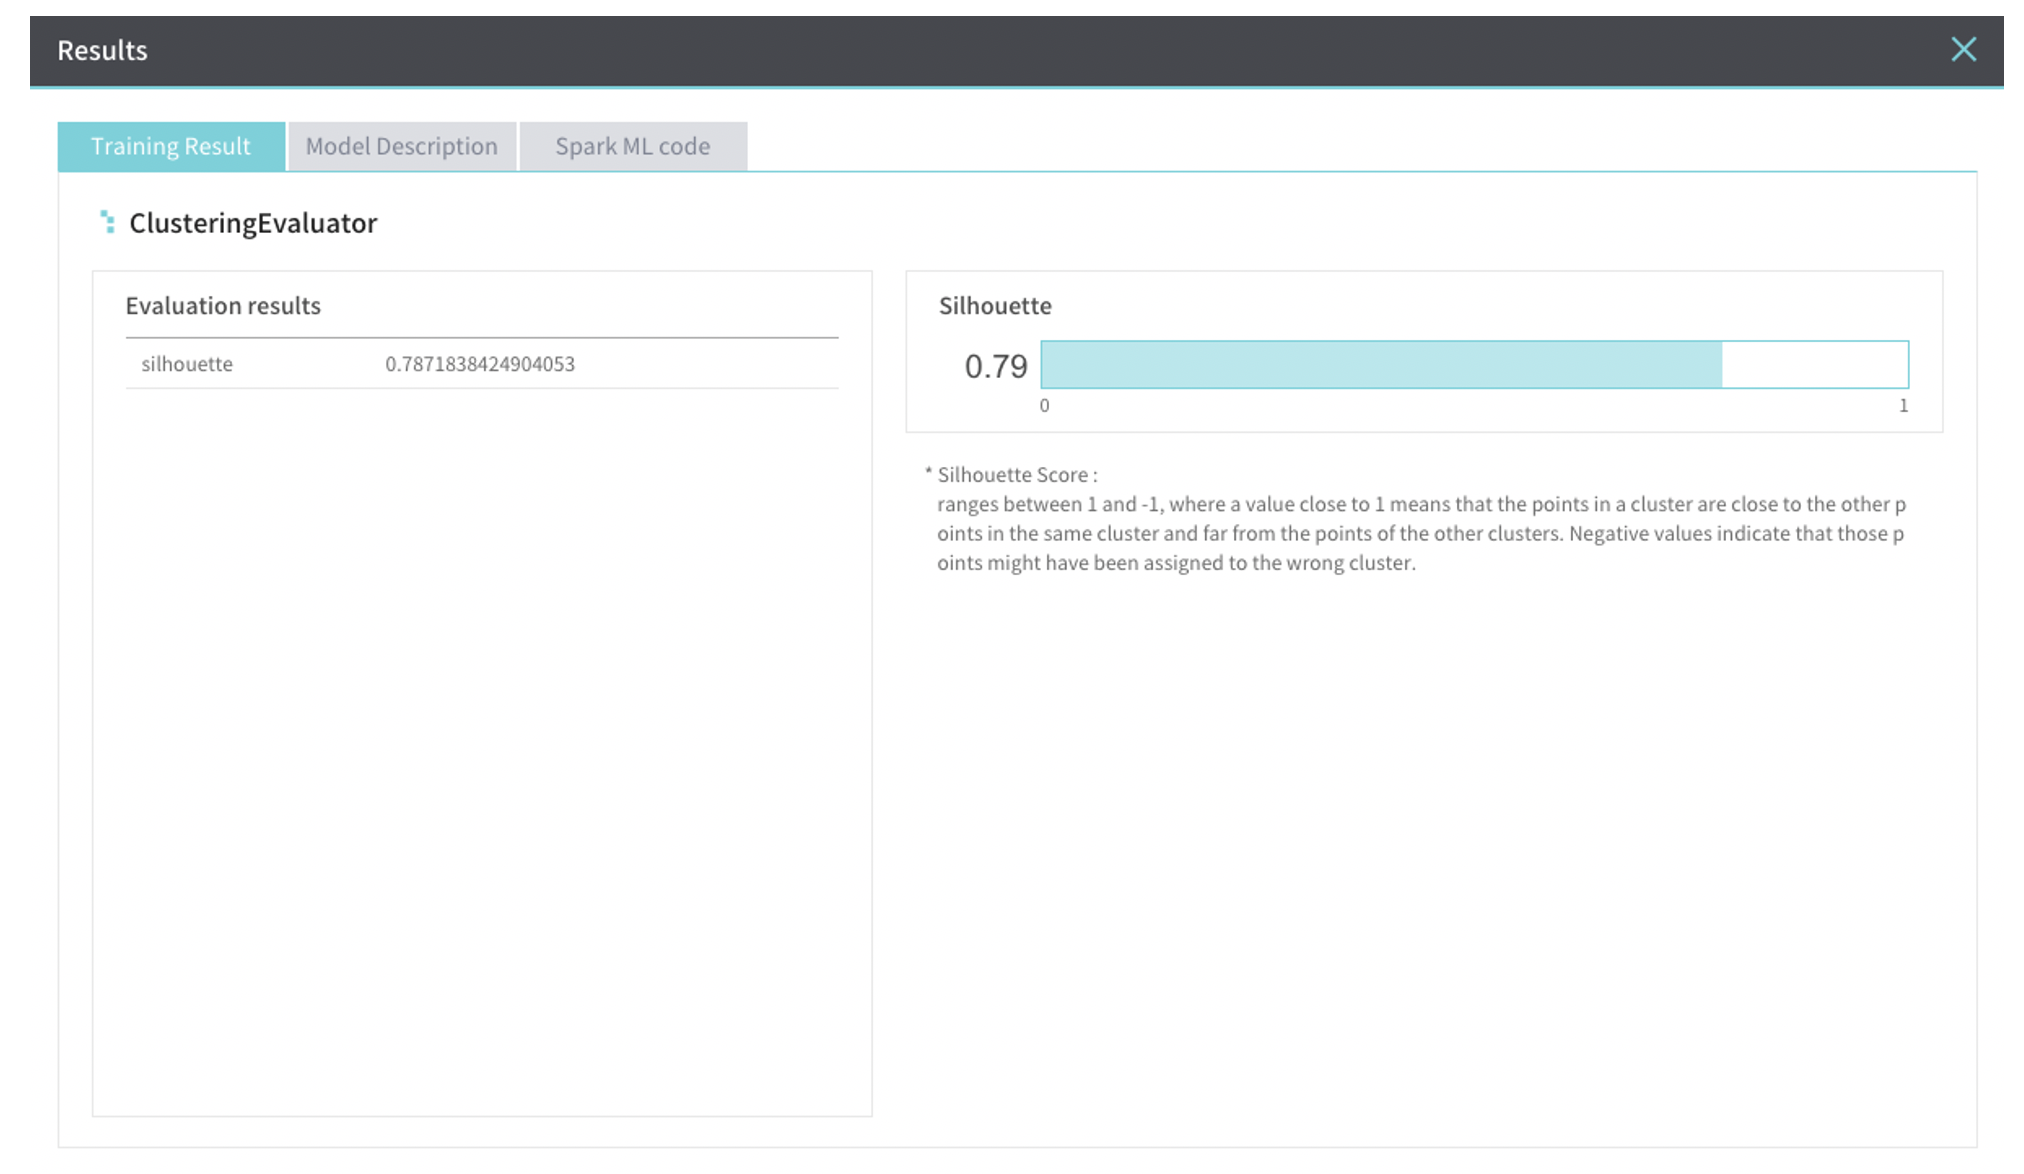 Results
Training Result
Model Description
Spark ML code
ClusteringEvaluator
Evaluation results
silhouette 0.7871838424904053
Silhouette
0.79
0 1
* Silhouette Score :
ranges between 1 and -1, where a value close to 1 means that the points in a cluster are close to the other p
oints in the same cluster and far from the points of the other clusters. Negative values indicate that those p
oints might have been assigned to the wrong cluster.